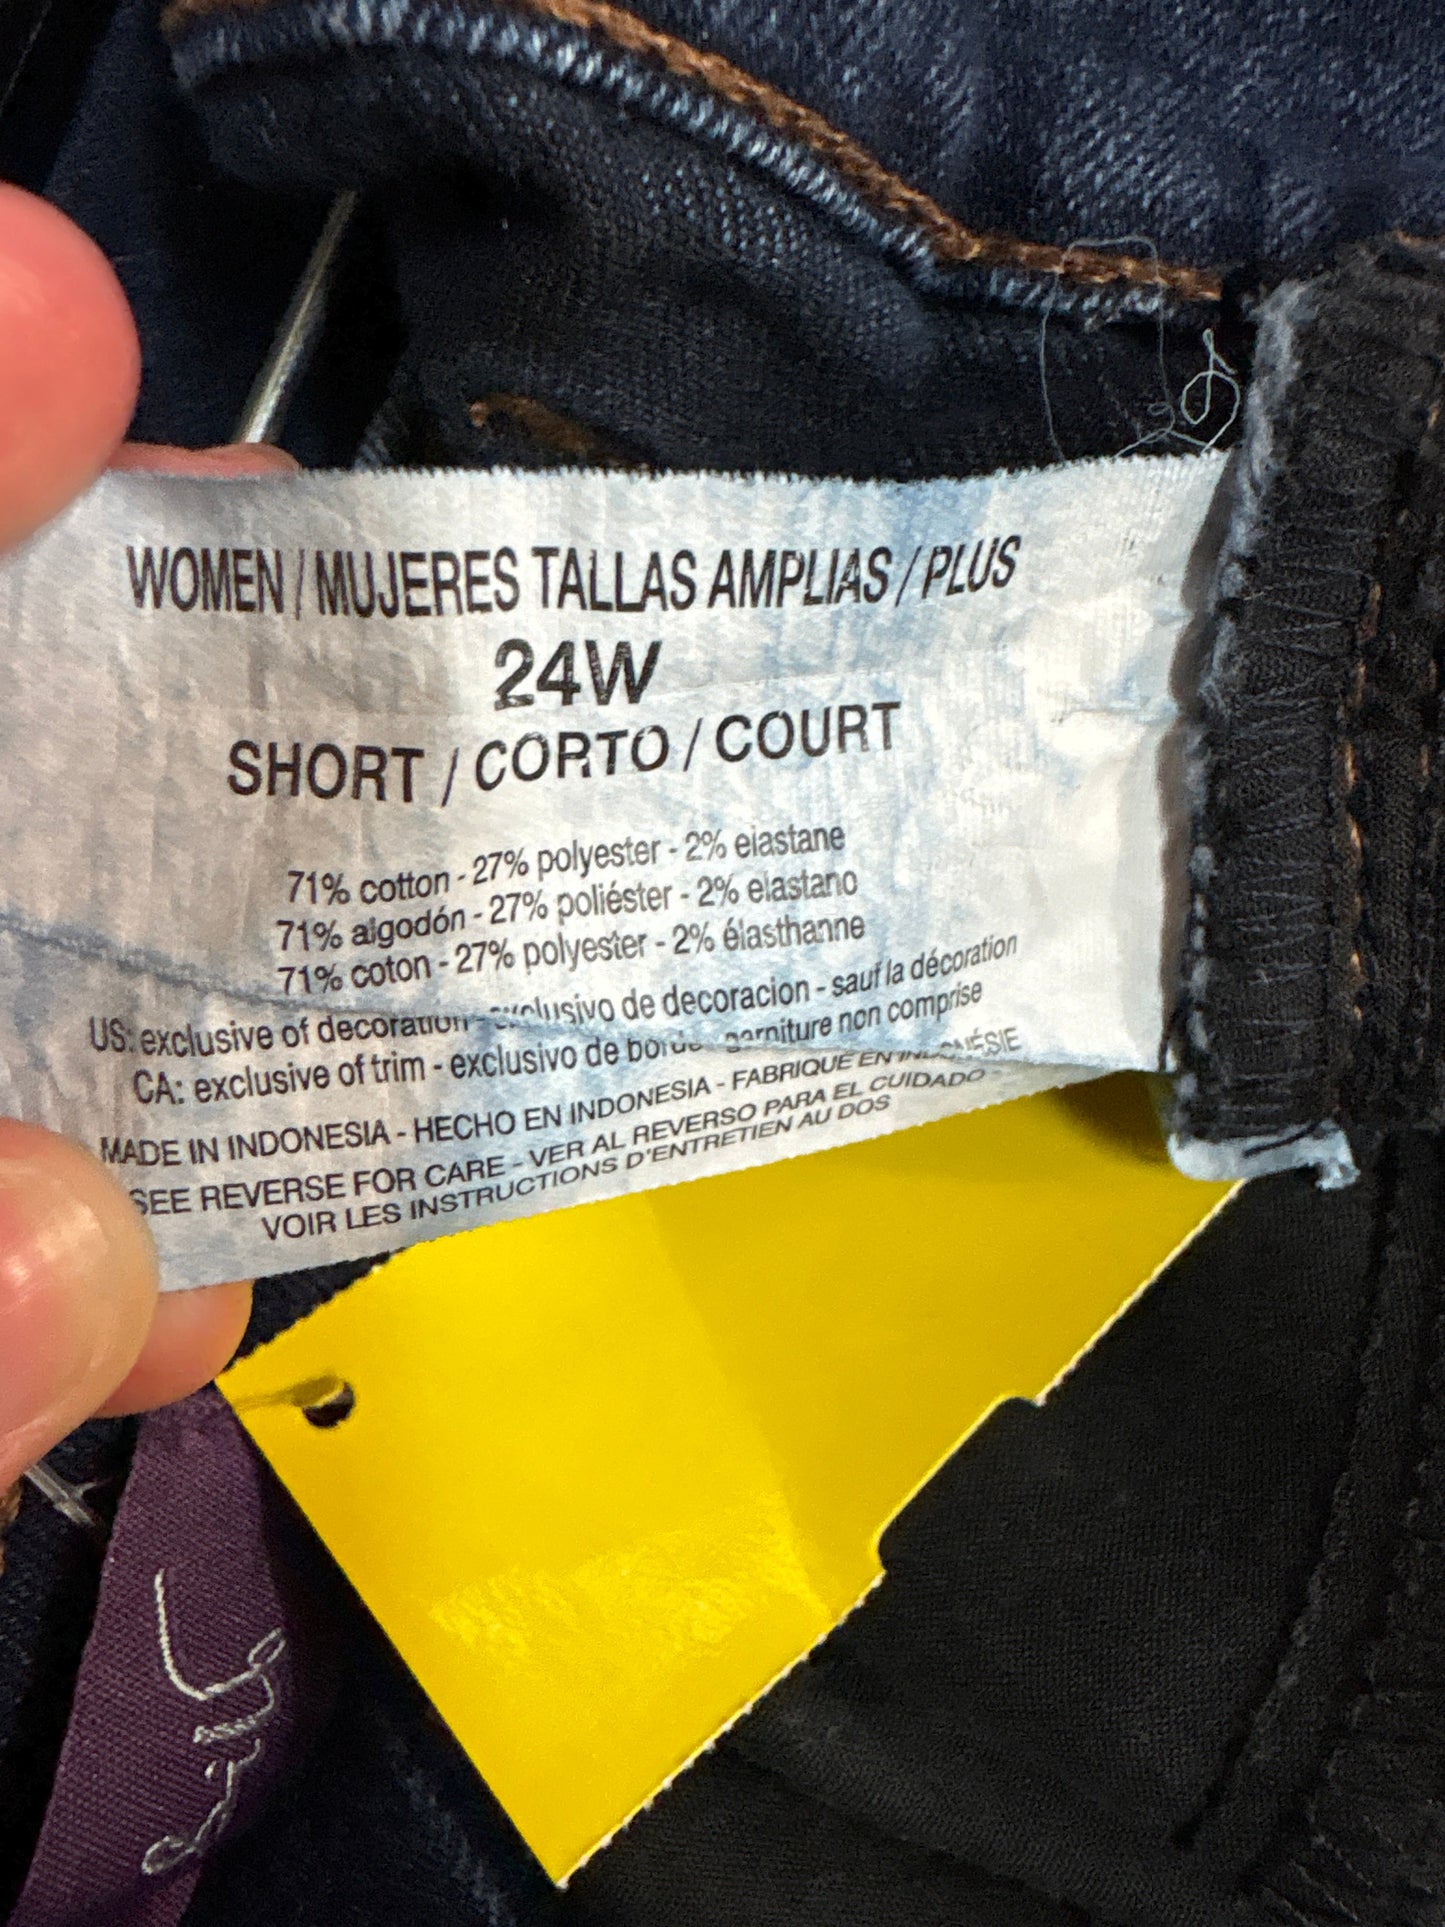 WOMEN / MUJERES TALLAS AMPLIAS / PLUS
24W
SHORT / CORTO / COURT
71% cotton - 27% polyester - 2% elastane
71% algodón - 27% poliéster - 2% elastano
71% coton - 27% polyester - 2% élasthanne
US: exclusive of decoration - exclusivo de decoracion - sauf la décoration
CA: exclusive of trim - exclusivo de borde - garniture non comprise
MADE IN INDONESIA - HECHO EN INDONESIA - FABRIQUE EN INDONÉSIE
SEE REVERSE FOR CARE - VER AL REVERSO PARA EL CUIDADO -
VOIR LES INSTRUCTIONS D'ENTRETIEN AU DOS